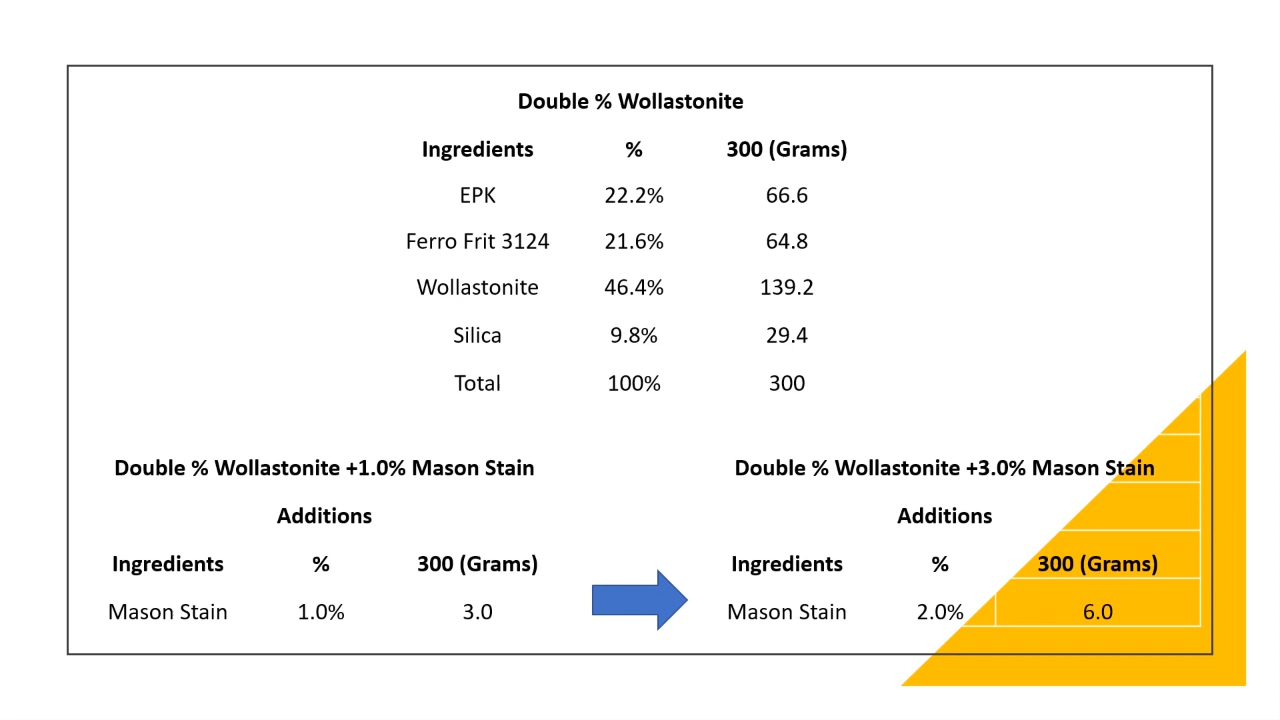 Double % Wollastonite
Ingredients % 300 (Grams)
EPK 22.2% 66.6
Ferro Frit 3124 21.6% 64.8
Wollastonite 46.4% 139.2
Silica 9.8% 29.4
Total 100% 300
Double % Wollastonite +1.0% Mason Stain
Additions
Ingredients % 300 (Grams)
Mason Stain 1.0% 3.0
Double % Wollastonite +3.0% Mason Stain
Additions
Ingredients % 300 (Grams)
Mason Stain 2.0% 6.0